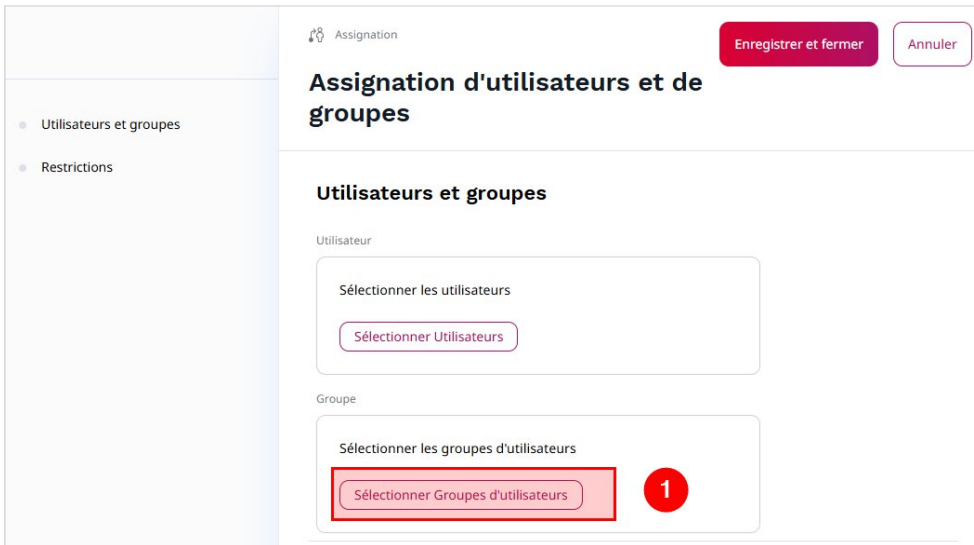 Assignation
Enregistrer et fermer
Annuler
Assignation d'utilisateurs et de
groupes
Utilisateurs et groupes
Restrictions
Utilisateurs et groupes
Utilisateur
Sélectionner les utilisateurs
Sélectionner Utilisateurs
Groupe
Sélectionner les groupes d'utilisateurs
Sélectionner Groupes d'utilisateurs
1